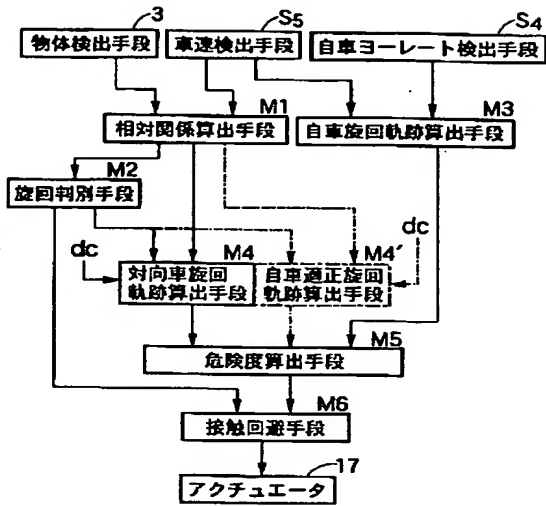 3
S5
S4
物体検出手段
車速検出手段
自車ヨーレート検出手段
M1
M3
相対関係算出手段
自車旋回軌跡算出手段
M2
旋回判別手段
dc
M4
M4'
dc
対向車旋回
軌跡算出手段
自車適正旋回
軌跡算出手段
M5
危険度算出手段
M6
接触回避手段
17
アクチュエータ